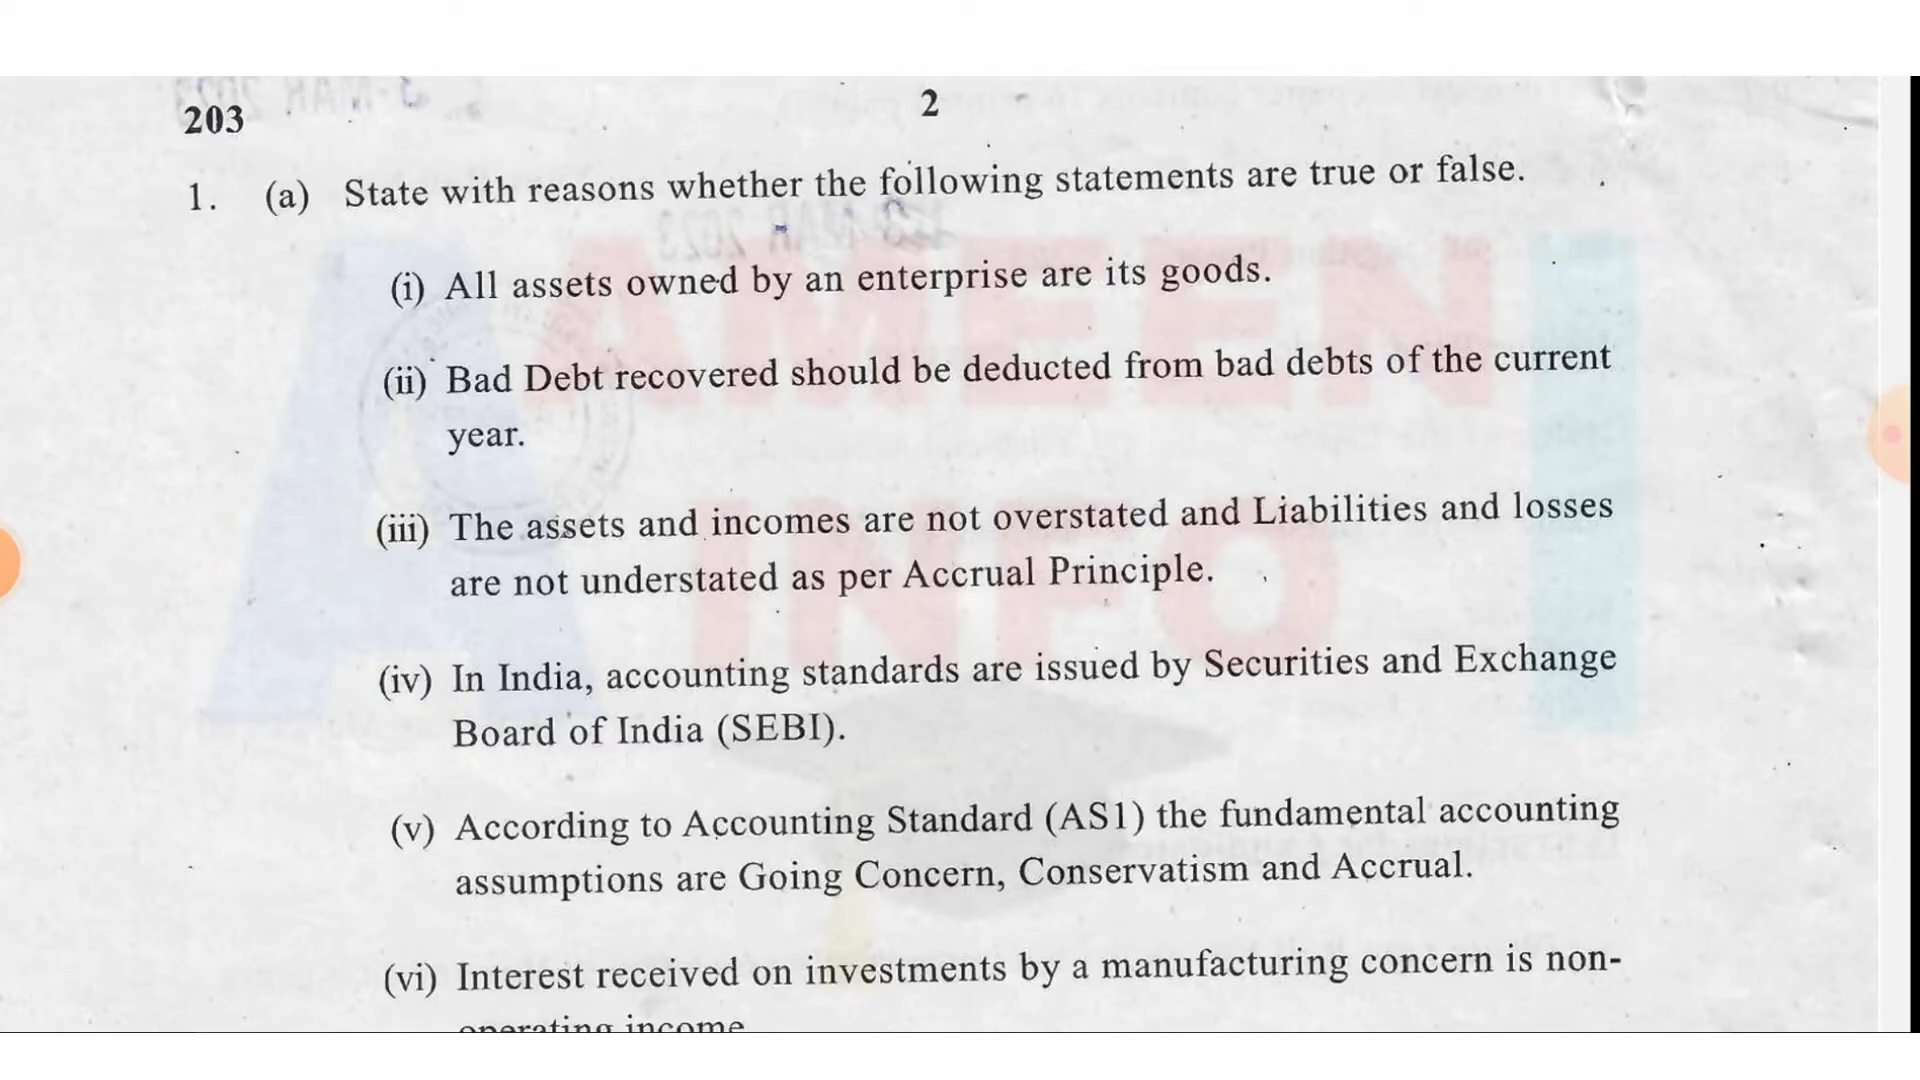 203
2
1. (a) State with reasons whether the following statements are true or false.
(i) All assets owned by an enterprise are its goods.
(ii) Bad Debt recovered should be deducted from bad debts of the current
year.
(iii) The assets and incomes are not overstated and Liabilities and losses
are not understated as per Accrual Principle.
(iv) In India, accounting standards are issued by Securities and Exchange
Board of India (SEBI).
(v) According to Accounting Standard (AS1) the fundamental accounting
assumptions are Going Concern, Conservatism and Accrual.
(vi) Interest received on investments by a manufacturing concern is non-
operating income
AMEEN
INFO